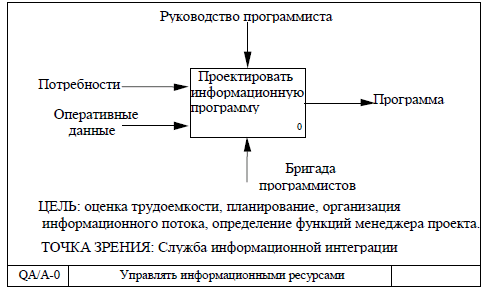 Руководство программиста
Потребности
Оперативные
данные
Проектировать
информационную
программу
0
Программа
Бригада
программистов
ЦЕЛЬ: оценка трудоемкости, планирование, организация
информационного потока, определение функций менеджера проекта.
ТОЧКА ЗРЕНИЯ: Служба информационной интеграции
QA/A-0
Управлять информационными ресурсами